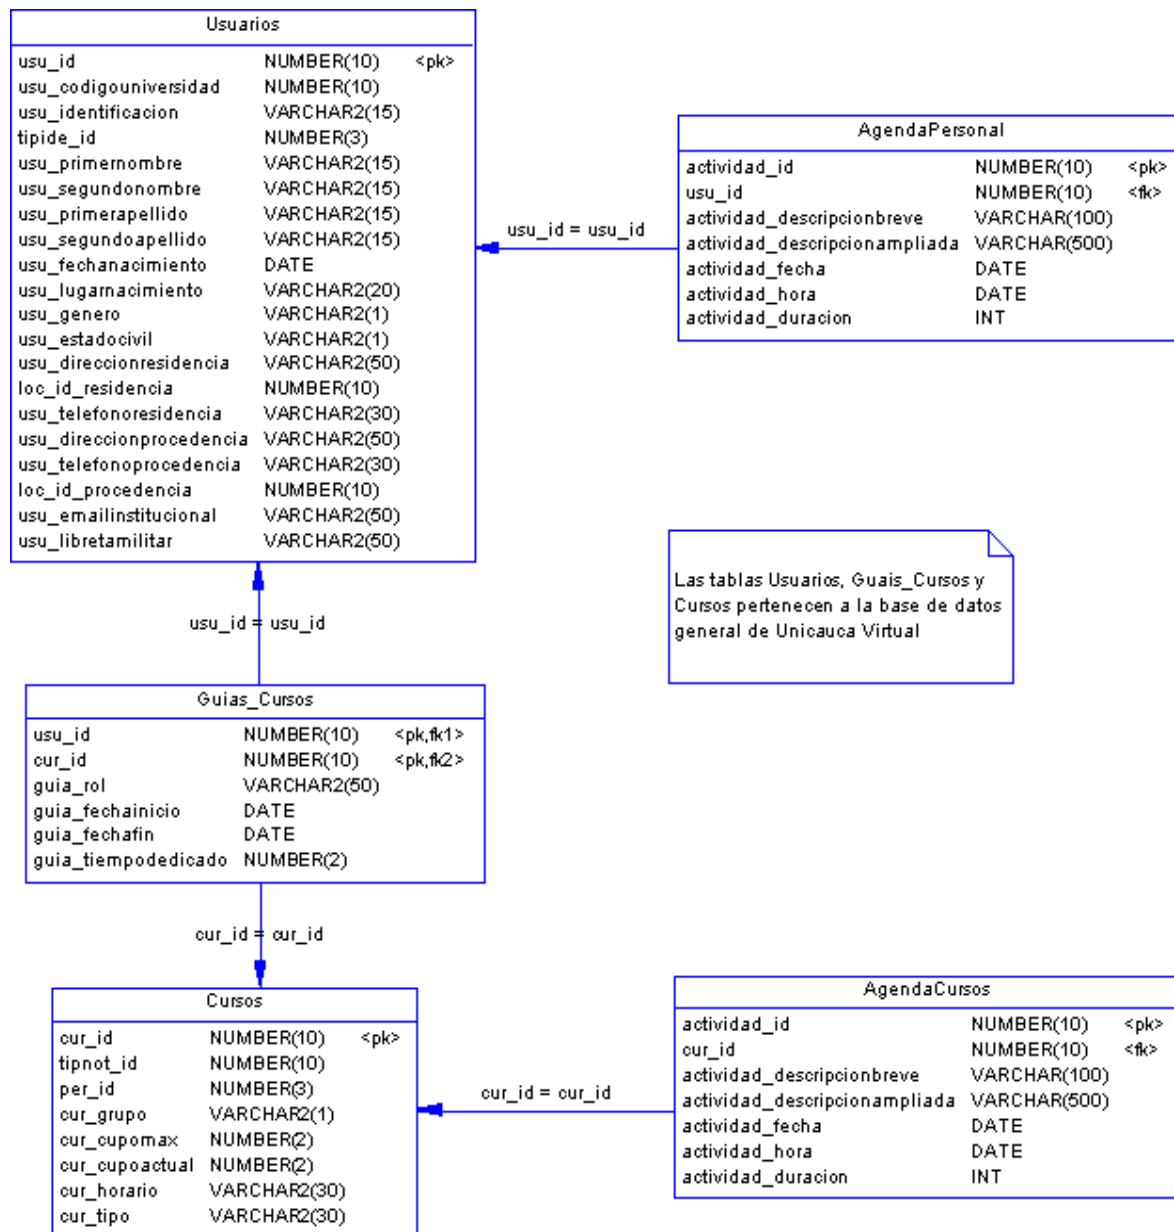 Usuarios
usu_id NUMBER(10) <pk>
usu_codigouniversidad NUMBER(10)
usu_identificacion VARCHAR2(15)
tipide_id NUMBER(3)
usu_primernombre VARCHAR2(15)
usu_segundonombre VARCHAR2(15)
usu_primerapellido VARCHAR2(15)
usu_segundoapellido VARCHAR2(15)
usu_fechanacimiento DATE
usu_lugarnacimiento VARCHAR2(20)
usu_genero VARCHAR2(1)
usu_estadocivil VARCHAR2(1)
usu_direccionresidencia VARCHAR2(50)
loc_id_residencia NUMBER(10)
usu_telefonoresidencia VARCHAR2(30)
usu_direccionprocedencia VARCHAR2(50)
usu_telefonoprocedencia VARCHAR2(30)
loc_id_procedencia NUMBER(10)
usu_emailinstitucional VARCHAR2(50)
usu_libretamilitar VARCHAR2(50)
usu_id = usu_id
AgendaPersonal
actividad_id NUMBER(10) <pk>
usu_id NUMBER(10) <fk>
actividad_descripcionbreve VARCHAR(100)
actividad_descripcionampliada VARCHAR(500)
actividad_fecha DATE
actividad_hora DATE
actividad_duracion INT
Las tablas Usuarios, Guais_Cursos y
Cursos pertenecen a la base de datos
general de Unicauca Virtual
usu_id = usu_id
Guias_Cursos
usu_id NUMBER(10) <pk,fk1>
cur_id NUMBER(10) <pk,fk2>
guia_rol VARCHAR2(50)
guia_fechainicio DATE
guia_fechafin DATE
guia_tiempodedicado NUMBER(2)
cur_id = cur_id
Cursos
cur_id NUMBER(10) <pk>
tipnot_id NUMBER(10)
per_id NUMBER(3)
cur_grupo VARCHAR2(1)
cur_cupomax NUMBER(2)
cur_cupoactual NUMBER(2)
cur_horario VARCHAR2(30)
cur_tipo VARCHAR2(30)
cur_id = cur_id
AgendaCursos
actividad_id NUMBER(10) <pk>
cur_id NUMBER(10) <fk>
actividad_descripcionbreve VARCHAR(100)
actividad_descripcionampliada VARCHAR(500)
actividad_fecha DATE
actividad_hora DATE
actividad_duracion INT